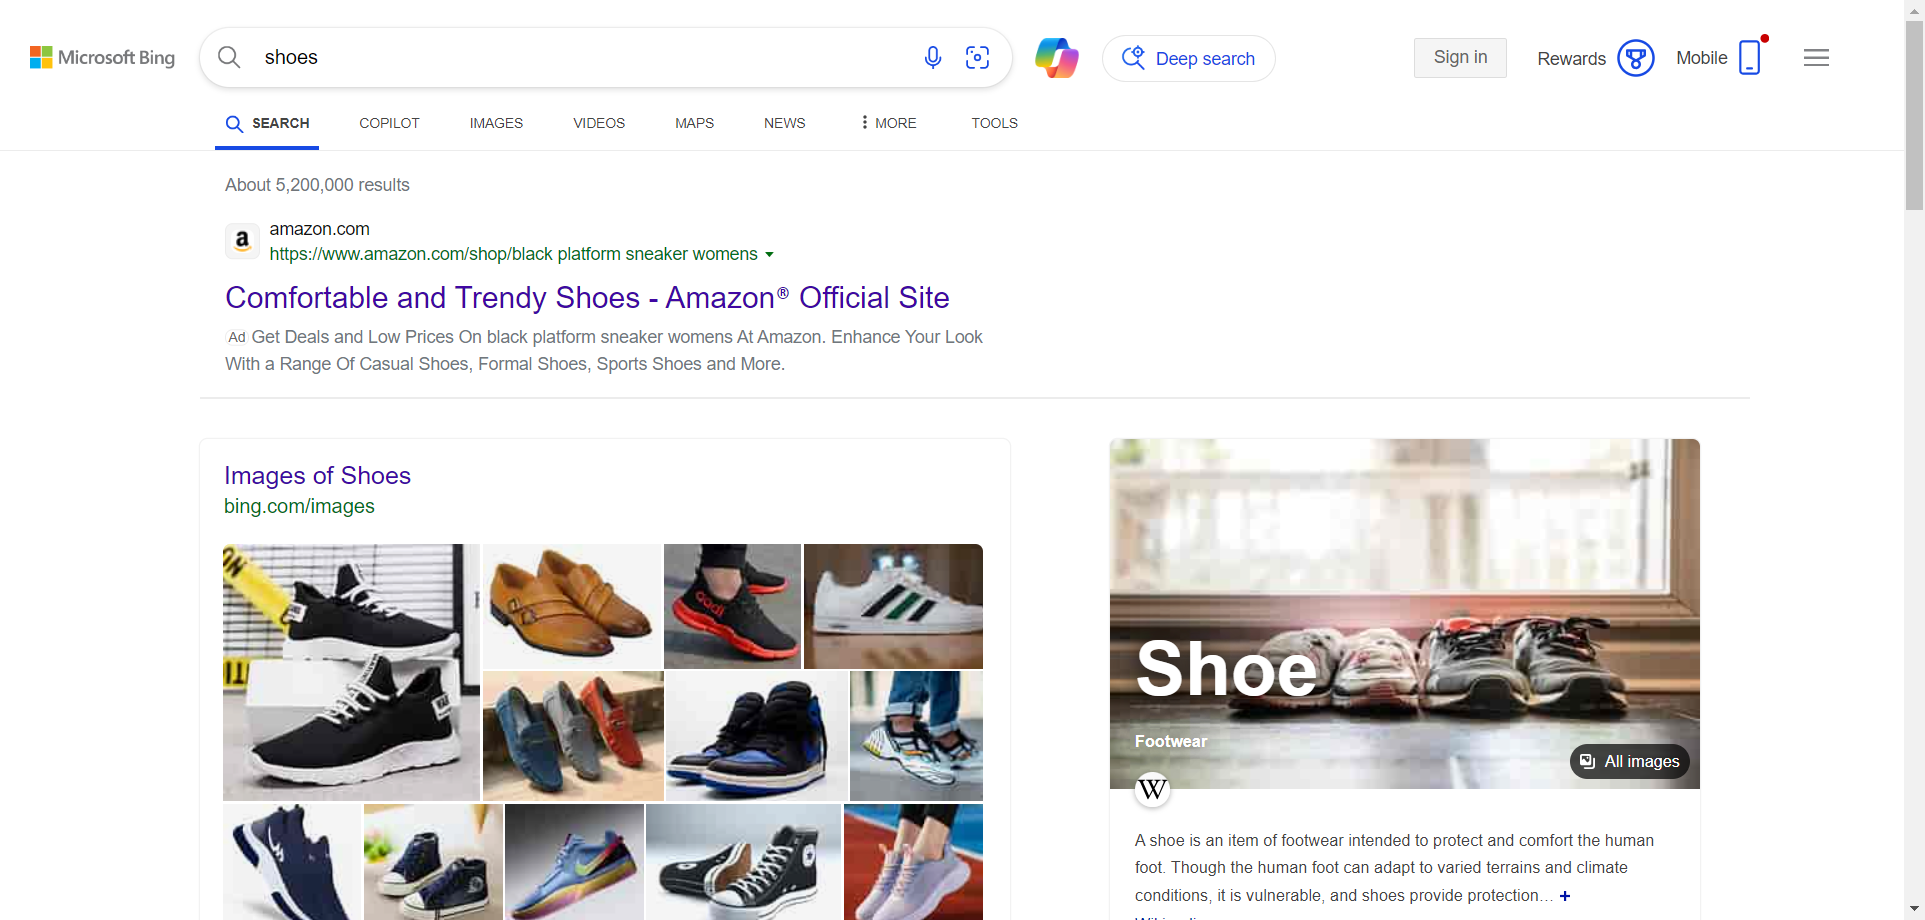 Microsoft Bing
shoes
Deep search
Sign in
Rewards
Mobile
SEARCH
COPILOT
IMAGES
VIDEOS
MAPS
NEWS
MORE
TOOLS
About 5,200,000 results
amazon.com
https://www.amazon.com/shop/black platform sneaker womens
Comfortable and Trendy Shoes - Amazon® Official Site
Ad Get Deals and Low Prices On black platform sneaker womens At Amazon. Enhance Your Look
With a Range Of Casual Shoes, Formal Shoes, Sports Shoes and More.
Images of Shoes
bing.com/images
Shoe
Footwear
All images
W
A shoe is an item of footwear intended to protect and comfort the human
foot. Though the human foot can adapt to varied terrains and climate
conditions, it is vulnerable, and shoes provide protection… +